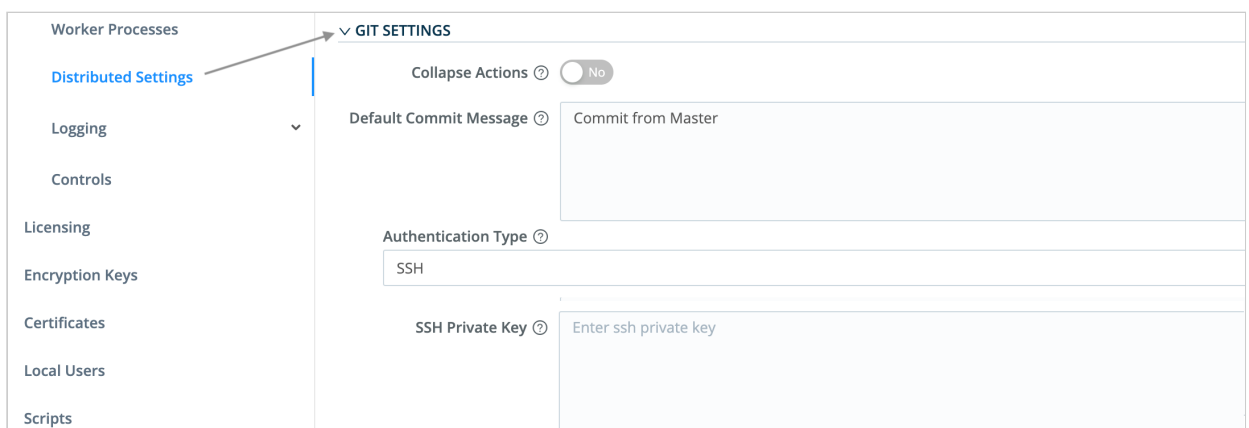 Worker Processes
Distributed Settings
Logging
Controls
Licensing
Encryption Keys
Certificates
Local Users
Scripts
GIT SETTINGS
Collapse Actions ? No
Default Commit Message ? Commit from Master
Authentication Type ?
SSH
SSH Private Key ? Enter ssh private key